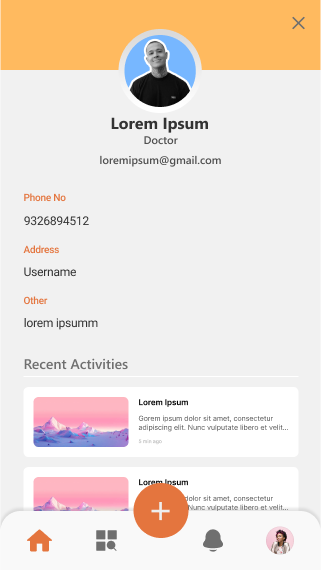 Lorem Ipsum
Doctor
loremipsum@gmail.com
Phone No
9326894512
Address
Username
Other
lorem ipsumm
Recent Activities
Lorem Ipsum
Gorem ipsum dolor sit amet, consectetur
adipiscing elit. Nunc vulputate libero et velit...
5 min ago
Lorem Ipsum
Gorem ipsum dolor sit amet, consectetur
adipiscing elit. Nunc vulputate libero et velit...